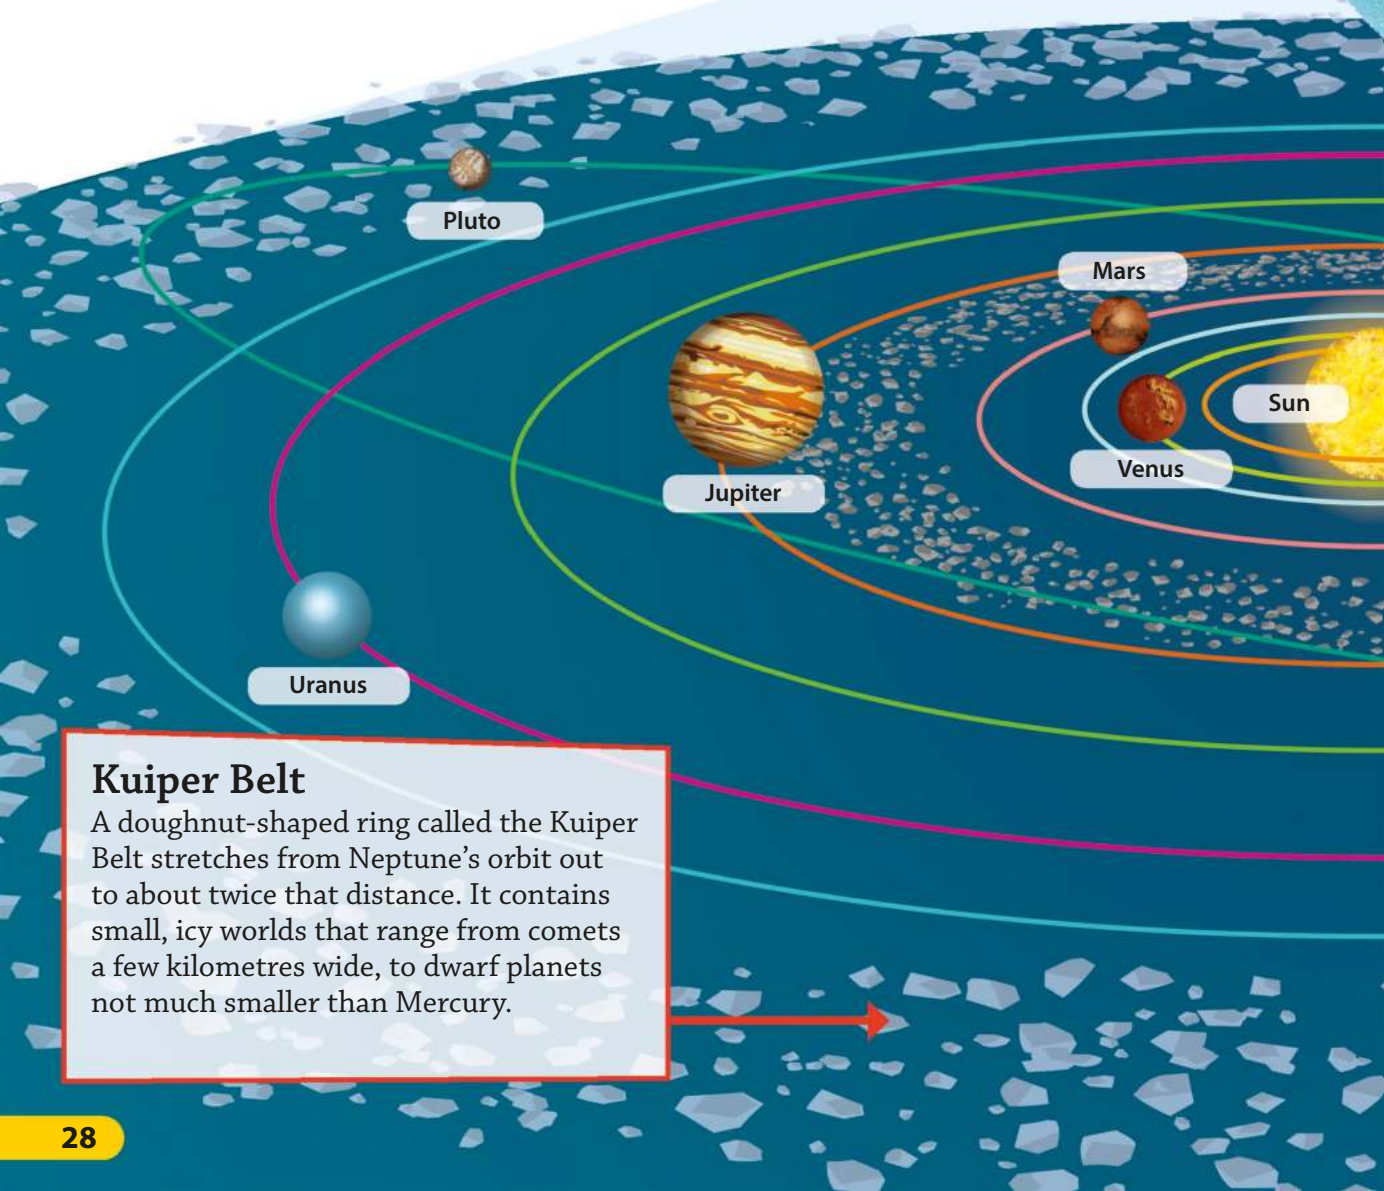 Pluto
Mars
Sun
Venus
Jupiter
Uranus
Kuiper Belt
A doughnut-shaped ring called the Kuiper
Belt stretches from Neptune’s orbit out
to about twice that distance. It contains
small, icy worlds that range from comets
a few kilometres wide, to dwarf planets
not much smaller than Mercury.
28